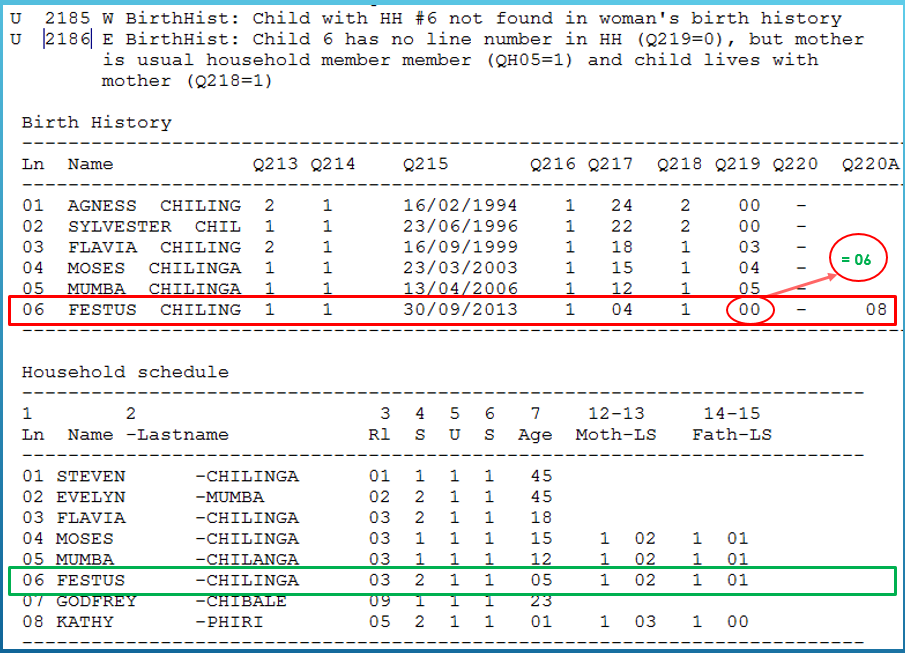 U 2185 W BirthHist: Child with HH #6 not found in woman's birth history
U 2186 E BirthHist: Child 6 has no line number in HH (Q219=0), but mother
is usual household member member (QH05=1) and child lives with
mother (Q218=1)
Birth History
Ln Name Q213 Q214 Q215 Q216 Q217 Q218 Q219 Q220 Q220A
01 AGNESS CHILING 2 1 16/02/1994 1 24 2 00 –
02 SYLVESTER CHIL 1 1 23/06/1996 1 22 2 00 –
03 FLAVIA CHILING 2 1 16/09/1999 1 18 1 03 –
04 MOSES CHILINGA 1 1 23/03/2003 1 15 1 04 –
= 06
05 MUMBA CHILINGA 1 1 13/04/2006 1 12 1 05 –
06 FESTUS CHILING 1 1 30/09/2013 1 04 1 00 – 08
Household schedule
1 2 3 4 5 6 7 12–13 14–15
Ln Name -Lastname Rl S U S Age Moth-LS Fath-LS
01 STEVEN -CHILINGA 01 1 1 1 45
02 EVELYN -MUMBA 02 2 1 1 45
03 FLAVIA -CHILINGA 03 2 1 1 18
04 MOSES -CHILINGA 03 1 1 1 15 1 02 1 01
05 MUMBA -CHILANGA 03 1 1 1 12 1 02 1 01
06 FESTUS -CHILINGA 03 2 1 1 05 1 02 1 01
07 GODFREY -CHIBALE 09 1 1 1 23
08 KATHY -PHIRI 05 2 1 1 01 1 03 1 00